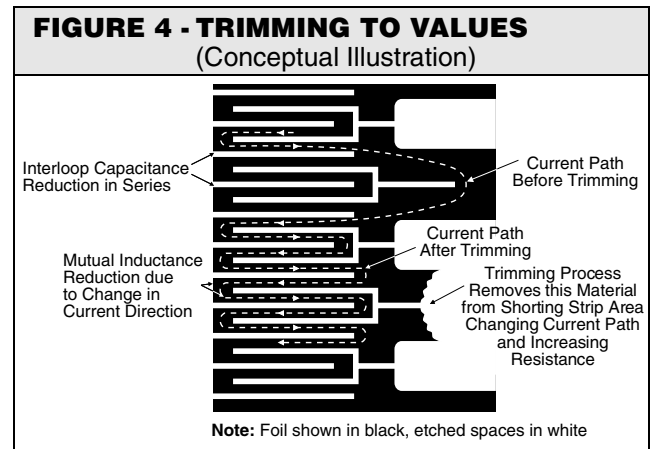 FIGURE 4 - TRIMMING TO VALUES
(Conceptual Illustration)
Interloop Capacitance
Reduction in Series
Current Path
Before Trimming
Mutual Inductance
Reduction due
to Change in
Current Direction
Current Path
After Trimming
Trimming Process
Removes this Material
from Shorting Strip Area
Changing Current Path
and Increasing
Resistance
Note: Foil shown in black, etched spaces in white